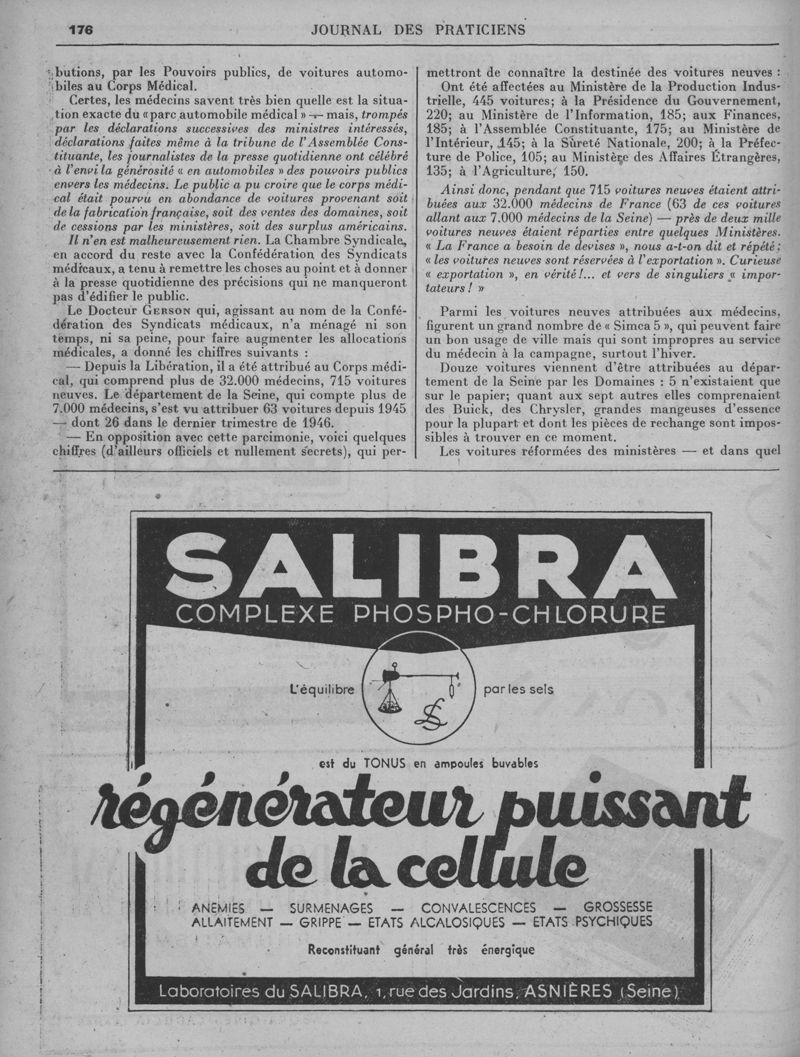 176
JOURNAL DES PRATICIENS
butions, par les Pouvoirs publics, de voitures automo-
biles au Corps Médical.
Certes, les médecins savent très bien quelle est la situa-
tion exacte du « parc automobile médical » — mais, trompés
par les déclarations successives des ministres intéressés,
déclarations faites même à la tribune de l'Assemblée Cons-
tituante, les journalistes de la presse quotidienne ont célébré
à l'envi la générosité « en automobiles » des pouvoirs publics
envers les médecins. Le public a pu croire que le corps médi-
cal était pourvu en abondance de voitures provenant soit
de la fabrication française, soit des ventes des domaines, soit
de cessions par les ministères, soit des surplus américains.
Il n'en est malheureusement rien. La Chambre Syndicale,
en accord du reste avec la Confédération des Syndicats
médicaux, a tenu à remettre les choses au point et à donner
à la presse quotidienne des précisions qui ne manqueront
pas d'édifier le public.
Le Docteur GERSON qui, agissant au nom de la Confé-
dération des Syndicats médicaux, n'a ménagé ni son
temps, ni sa peine, pour faire augmenter les allocations
médicales, a donné les chiffres suivants :
— Depuis la Libération, il a été attribué au Corps médi-
cal, qui comprend plus de 32.000 médecins, 715 voitures
neuves. Le département de la Seine, qui compte plus de
7.000 médecins, s'est vu attribuer 63 voitures depuis 1945
— dont 26 dans le dernier trimestre de 1946.
— En opposition avec cette parcimonie, voici quelques
chiffres (d'ailleurs officiels et nullement secrets), qui per-
mettront de connaître la destinée des voitures neuves :
Ont été affectées au Ministère de la Production Indus-
trielle, 445 voitures; à la Présidence du Gouvernement,
220; au Ministère de l'Information, 185; aux Finances,
185; à l'Assemblée Constituante, 175; au Ministère de
l'Intérieur, 145; à la Sûreté Nationale, 200; à la Préfec-
ture de Police, 105; au Ministère des Affaires Étrangères,
135; à l'Agriculture, 150.
Ainsi donc, pendant que 715 voitures neuves étaient attri-
buées aux 32.000 médecins de France (63 de ces voitures
allant aux 7.000 médecins de la Seine) — près de deux mille
voitures neuves étaient réparties entre quelques Ministères.
« La France a besoin de devises », nous a-t-on dit et répété;
« les voitures neuves sont réservées à l'exportation ». Curieuse
« exportation », en vérité!... et vers de singuliers « impor-
tateurs! »
Parmi les voitures neuves attribuées aux médecins,
figurent un grand nombre de « Simca 5 », qui peuvent faire
un bon usage de ville mais qui sont impropres au service
du médecin à la campagne, surtout l'hiver.
Douze voitures viennent d'être attribuées au dépar-
tement de la Seine par les Domaines : 5 n'existaient que
sur le papier; quant aux sept autres elles comprenaient
des Buick, des Chrysler, grandes mangeuses d'essence
pour la plupart et dont les pièces de rechange sont impos-
sibles à trouver en ce moment.
Les voitures réformées des ministères — et dans quel
SALIBRA
COMPLEXE PHOSPHO-CHLORURE
L'équilibre par les sels
est du TONUS en ampoules buvables
régénérateur puissant
de la cellule
ANEMIES — SURMENAGES — CONVALESCENCES — GROSSESSE
ALLAITEMENT — GRIPPE — ETATS ALCALOSIQUES — ETATS PSYCHIQUES
Reconstituant général très énergique
Laboratoires du SALIBRA, 1, rue des Jardins, ASNIÈRES (Seine)